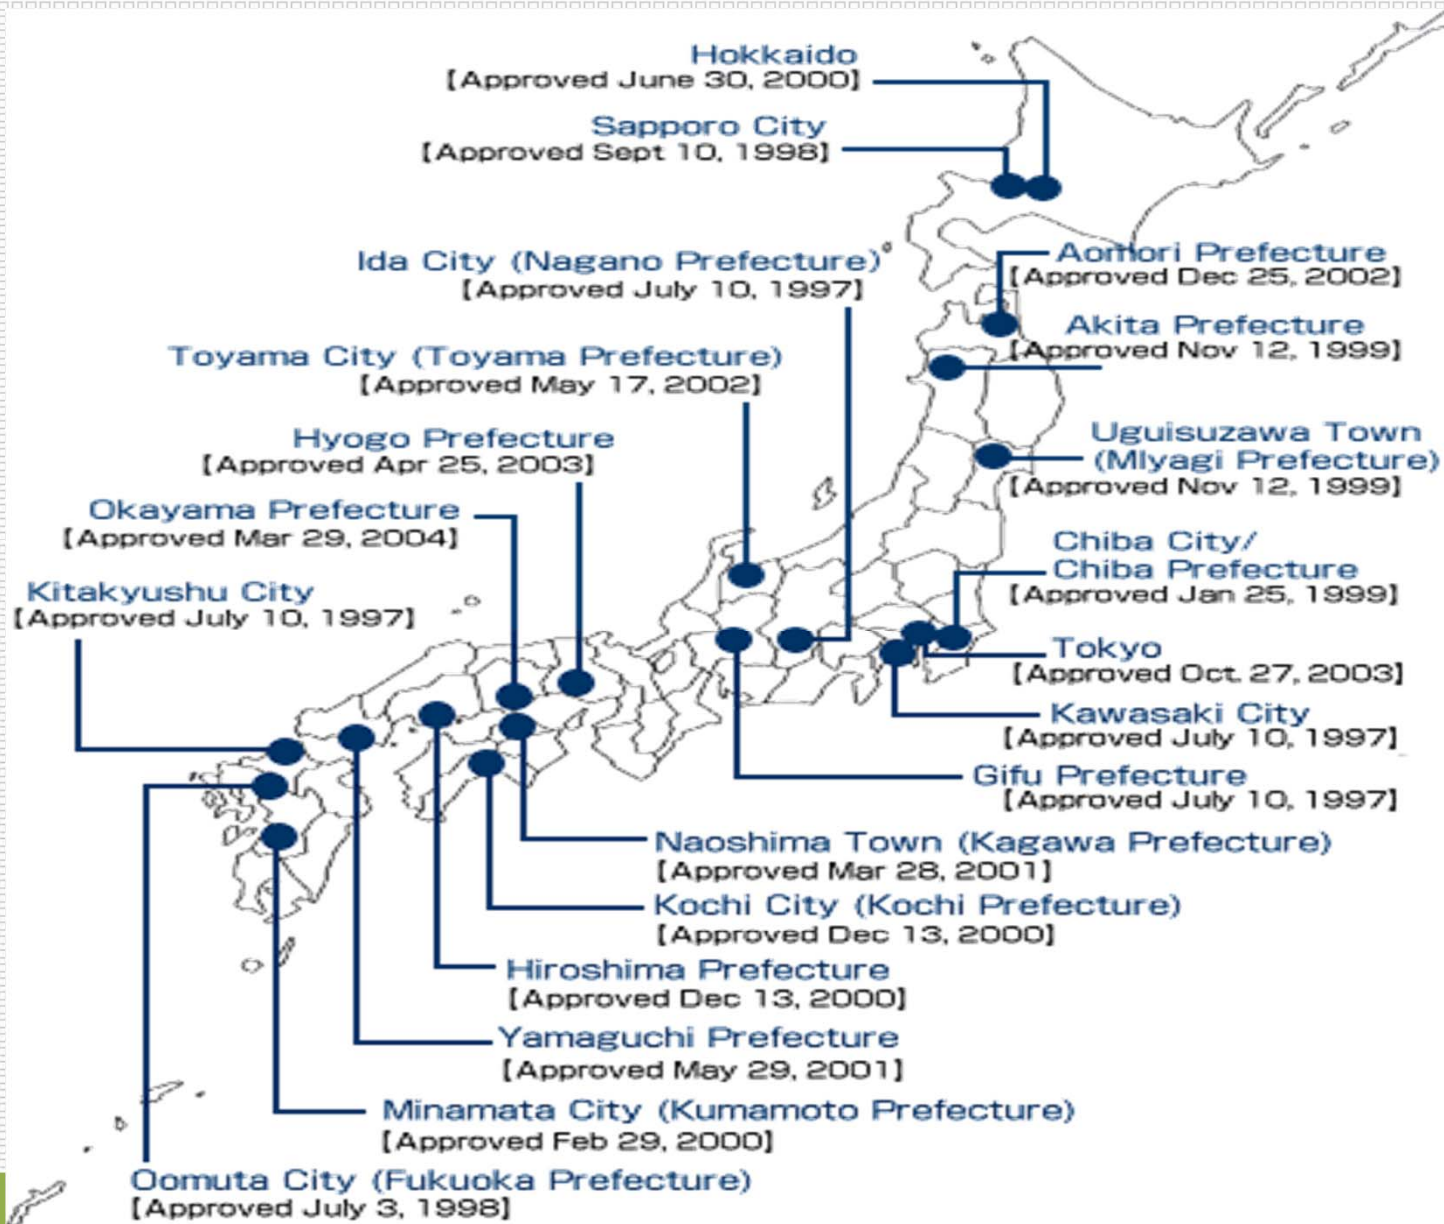 Hokkaido
【Approved June 30, 2000】
Sapporo City
【Approved Sept 10, 1998】
Ida City (Nagano Prefecture)
【Approved July 10, 1997】
Aomori Prefecture
【Approved Dec 25, 2002】
Akita Prefecture
【Approved Nov 12, 1999】
Toyama City (Toyama Prefecture)
【Approved May 17, 2002】
Hyogo Prefecture
【Approved Apr 25, 2003】
Uguisuzawa Town
(MIyagi Prefecture)
【Approved Nov 12, 1999】
Okayama Prefecture
【Approved Mar 29, 2004】
Chiba City/
Chiba Prefecture
【Approved Jan 25, 1999】
Kitakyushu City
【Approved July 10, 1997】
Tokyo
【Approved Oct. 27, 2003】
Kawasaki City
【Approved July 10, 1997】
Gifu Prefecture
【Approved July 10, 1997】
Naoshima Town (Kagawa Prefecture)
【Approved Mar 28, 2001】
Kochi City (Kochi Prefecture)
【Approved Dec 13, 2000】
Hiroshima Prefecture
【Approved Dec 13, 2000】
Yamaguchi Prefecture
【Approved May 29, 2001】
Minamata City (Kumamoto Prefecture)
【Approved Feb 29, 2000】
Oomuta City (Fukuoka Prefecture)
【Approved July 3, 1998】